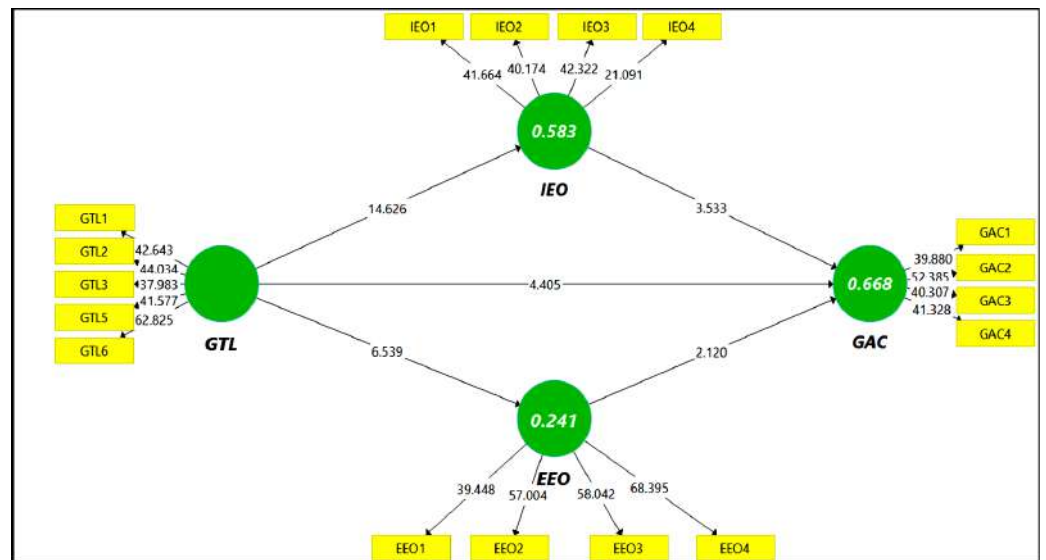 IEO1
IEO2
IEO3
IEO4
41.664
40.174
42.322
21.091
0.583
IEO
14.626
3.533
GTL1
GTL2
GTL3
GTL5
GTL6
42.643
44.034
37.983
41.577
62.825
GTL
4.405
0.668
GAC
39.880
52.385
40.307
41.328
GAC1
GAC2
GAC3
GAC4
6.539
2.120
0.241
EEO
39.448
57.004
58.042
68.395
EEO1
EEO2
EEO3
EEO4